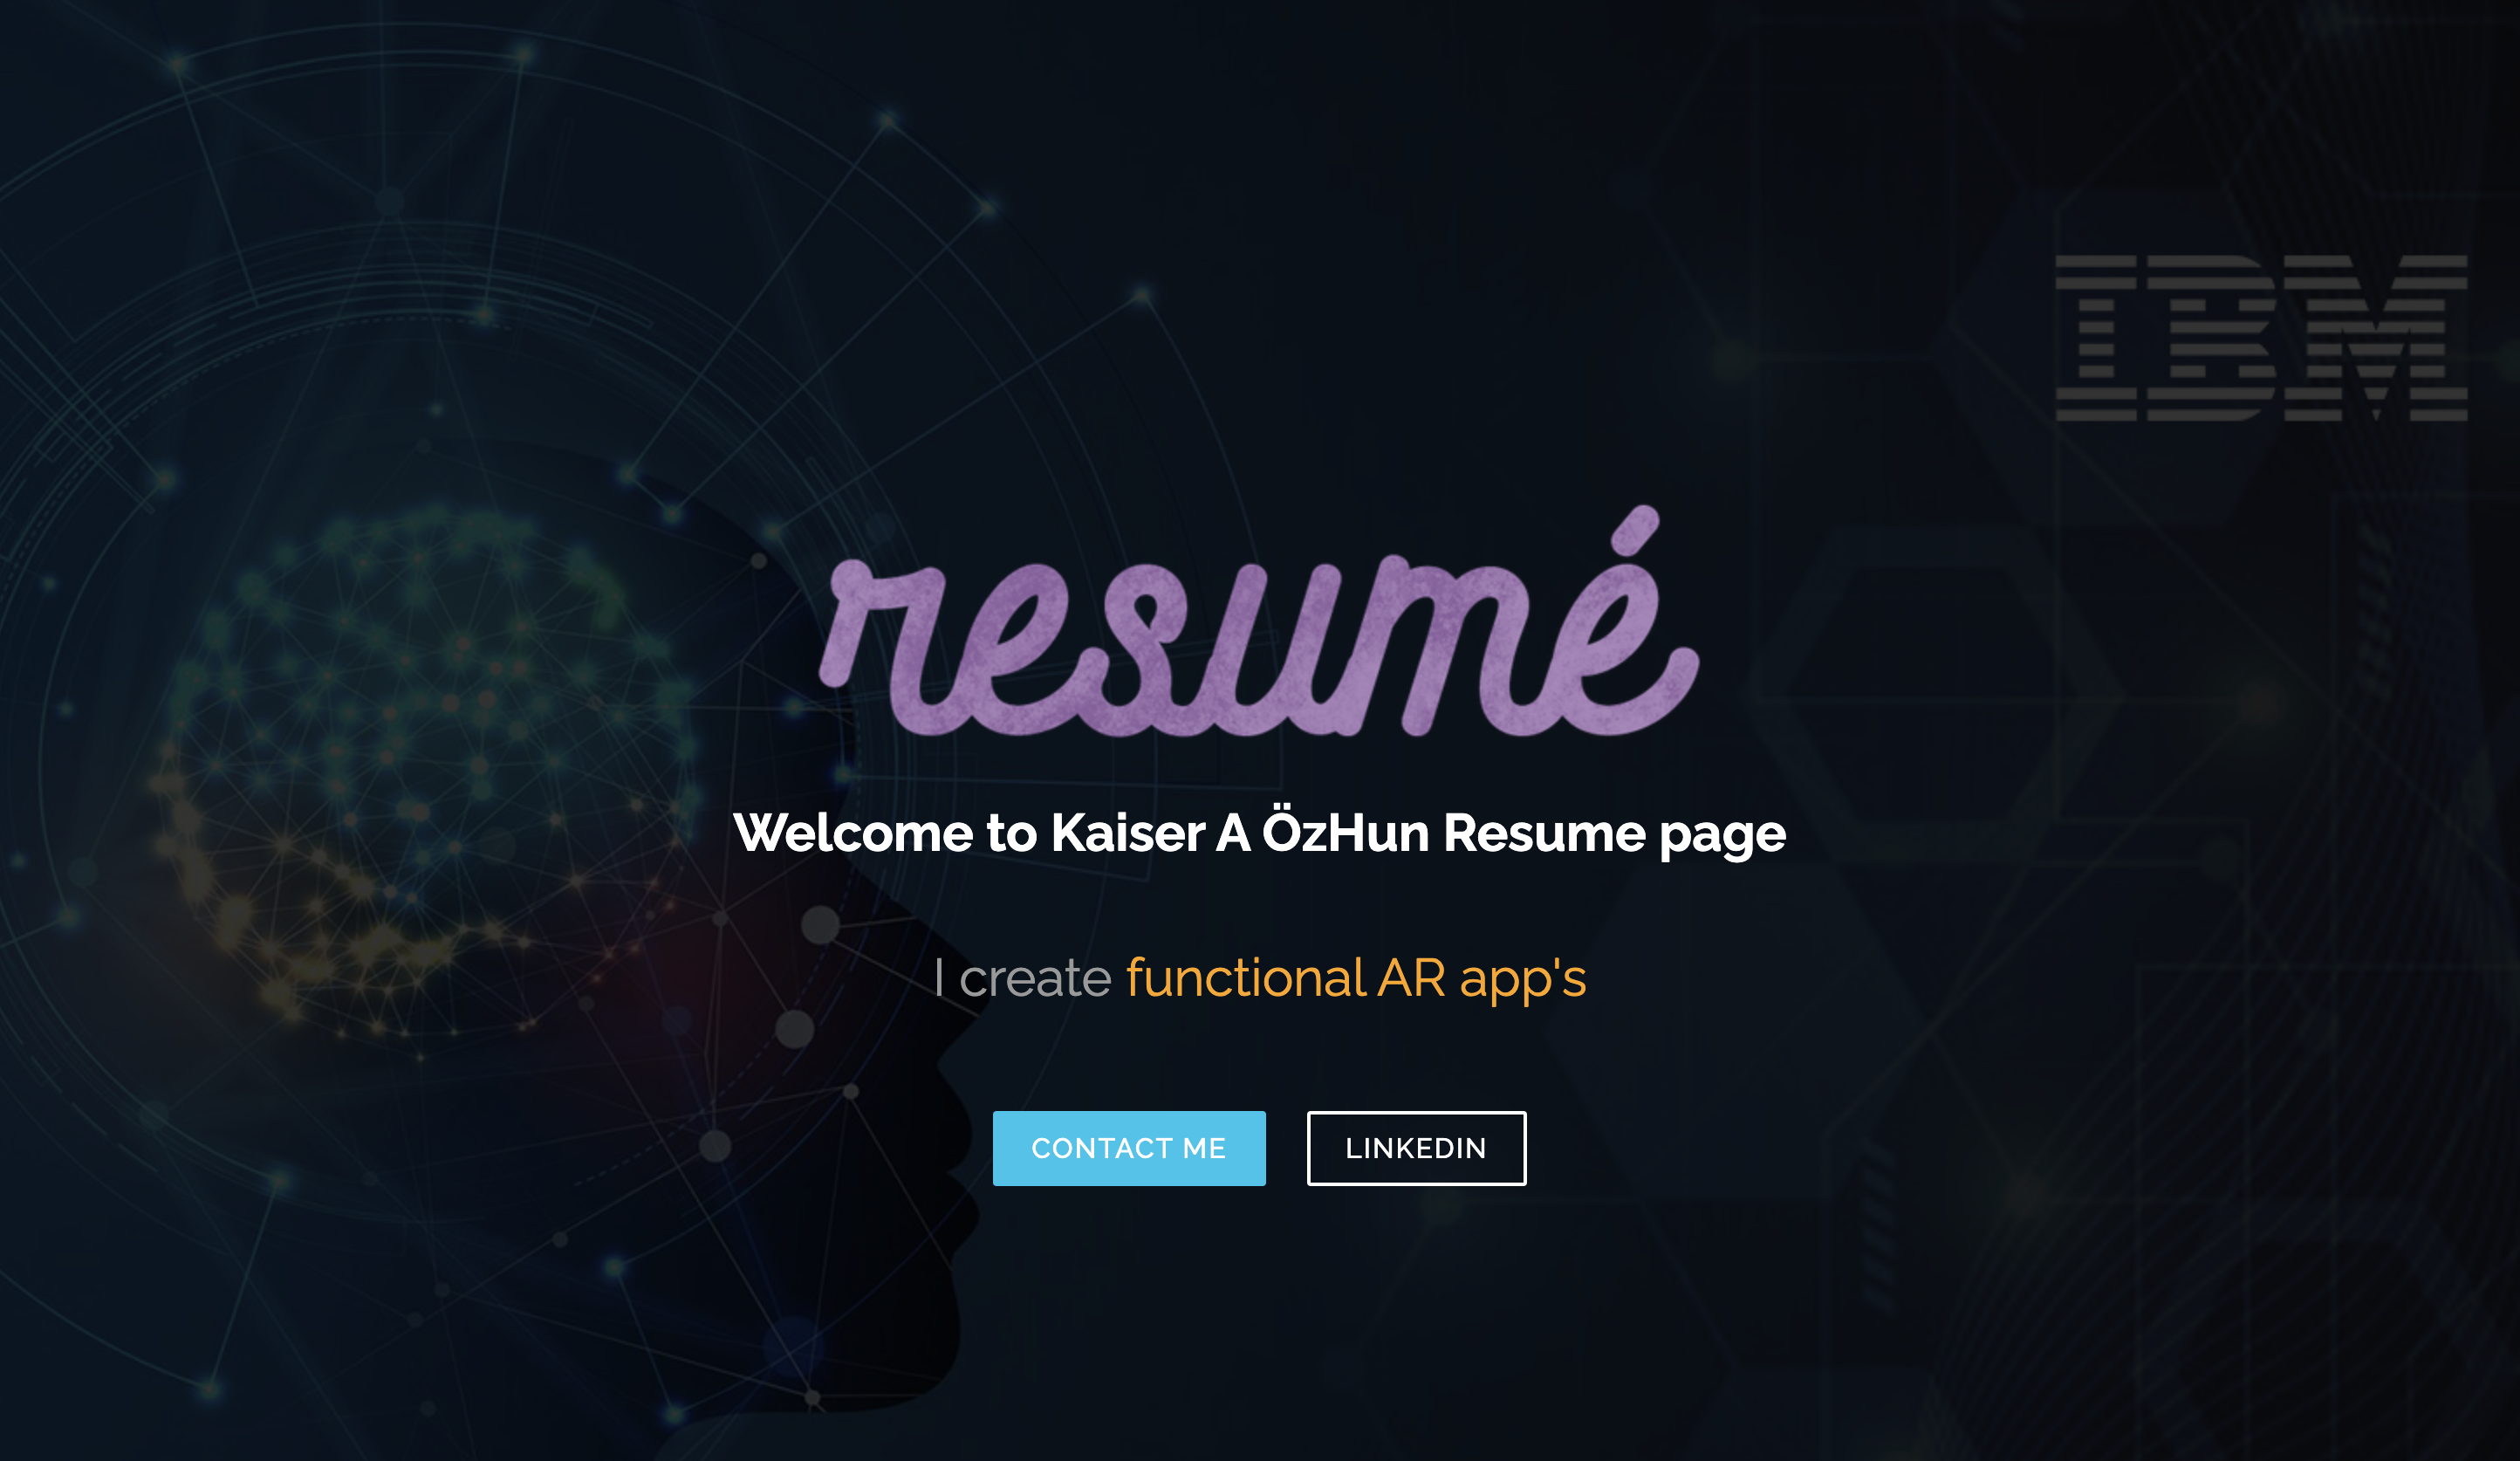 IBM
resumé
Welcome to Kaiser A ÖzHun Resume page
I create functional AR app's
CONTACT ME
LINKEDIN